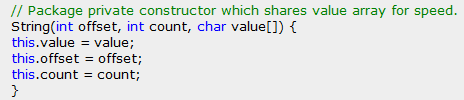 // Package private constructor which shares value array for speed.
String(int offset, int count, char value[]) {
this.value = value;
this.offset = offset;
this.count = count;
}